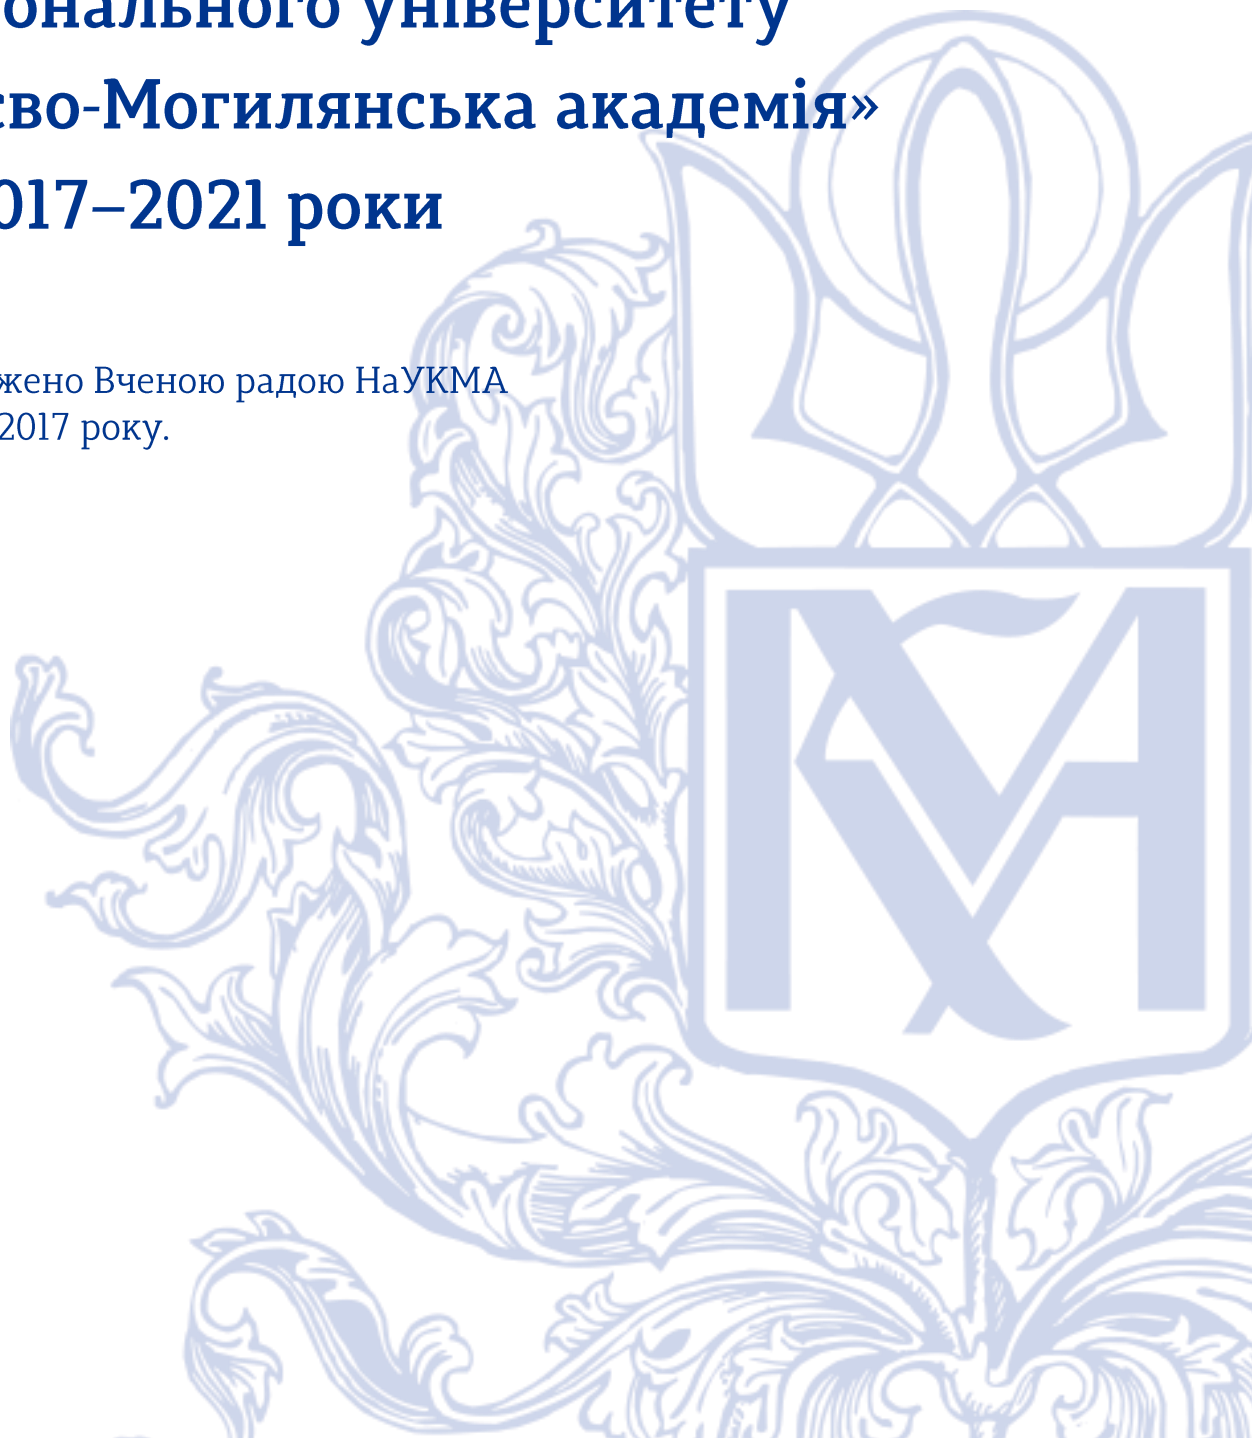 онального університету
єво-Могилянська академія»
017–2021 роки
жено Вченою радою НаУКМА
2017 року.